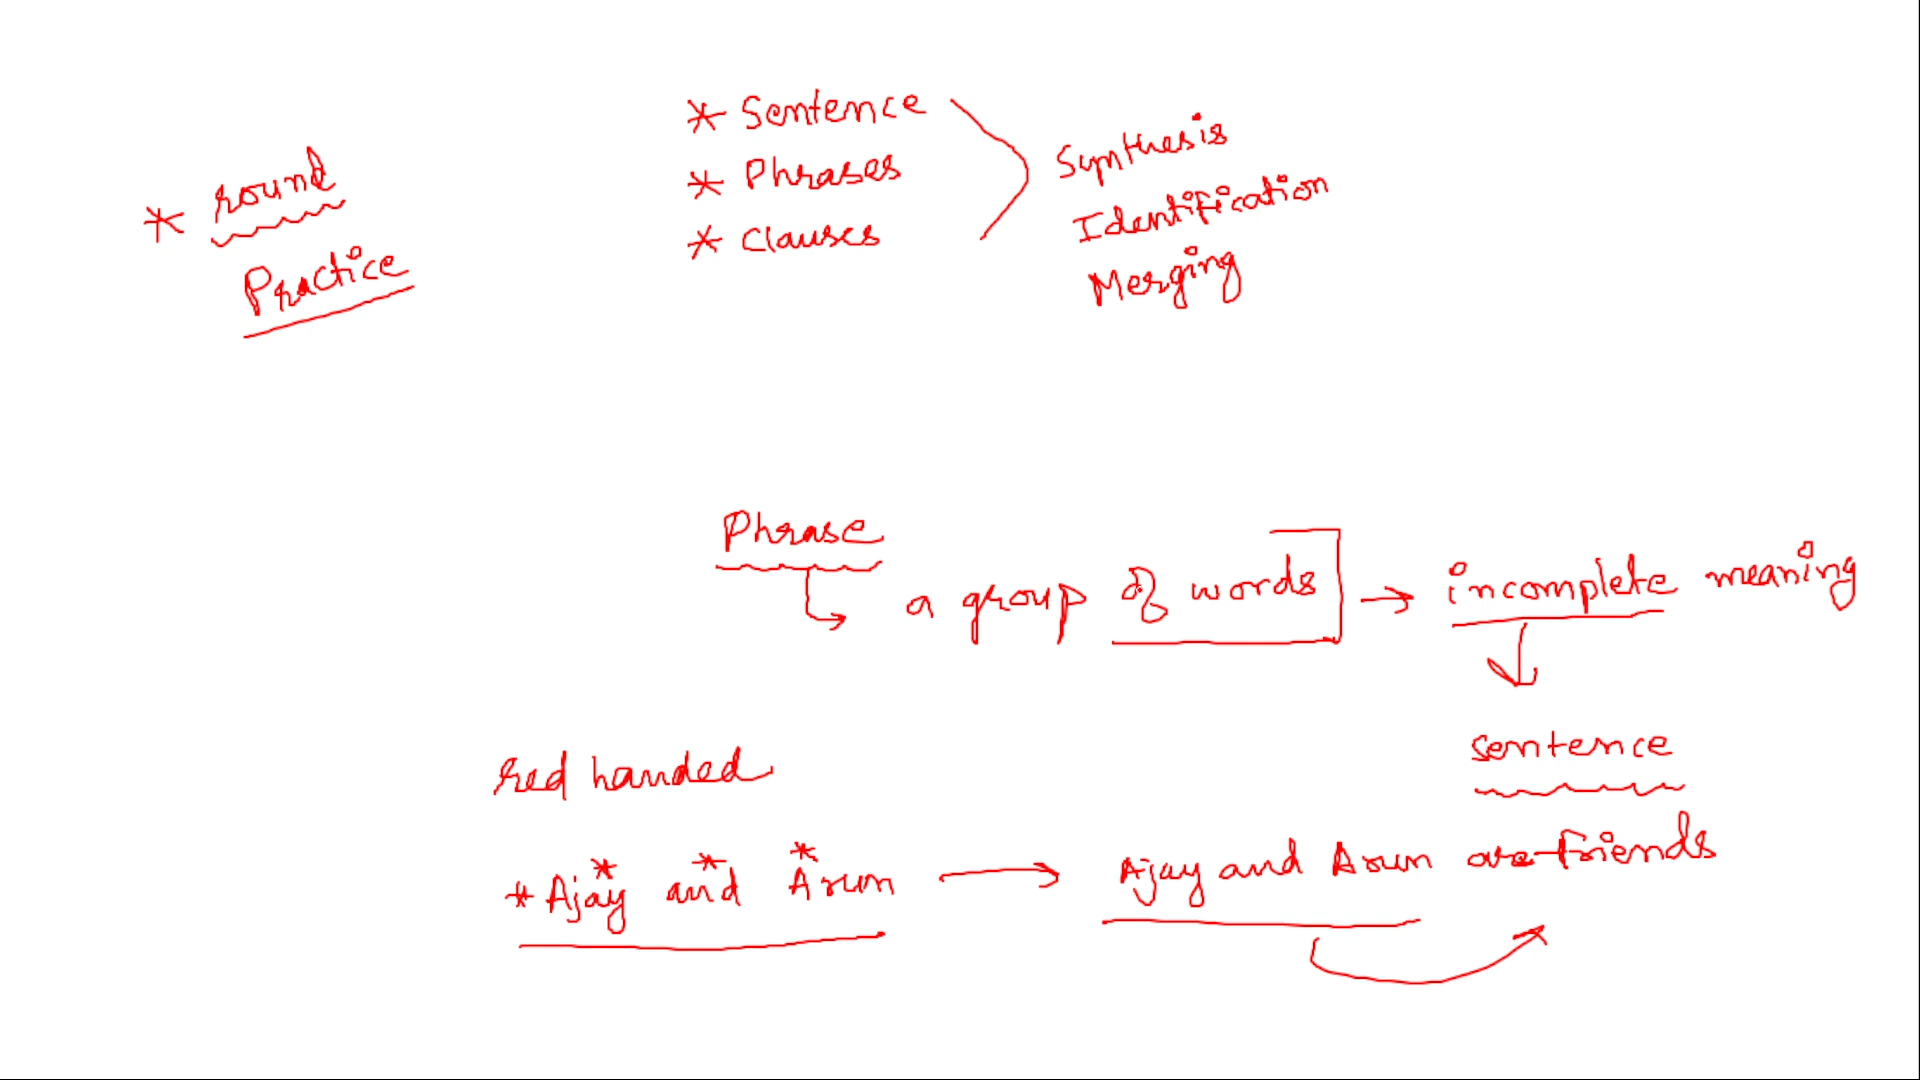 * round
Practice
* Sentence
* Phrases
* Clauses
Synthesis
Identification
Merging
Phrase
a group of words → incomplete meaning
sentence
red handed
* Ajay and Arun → Ajay and Arun are friends